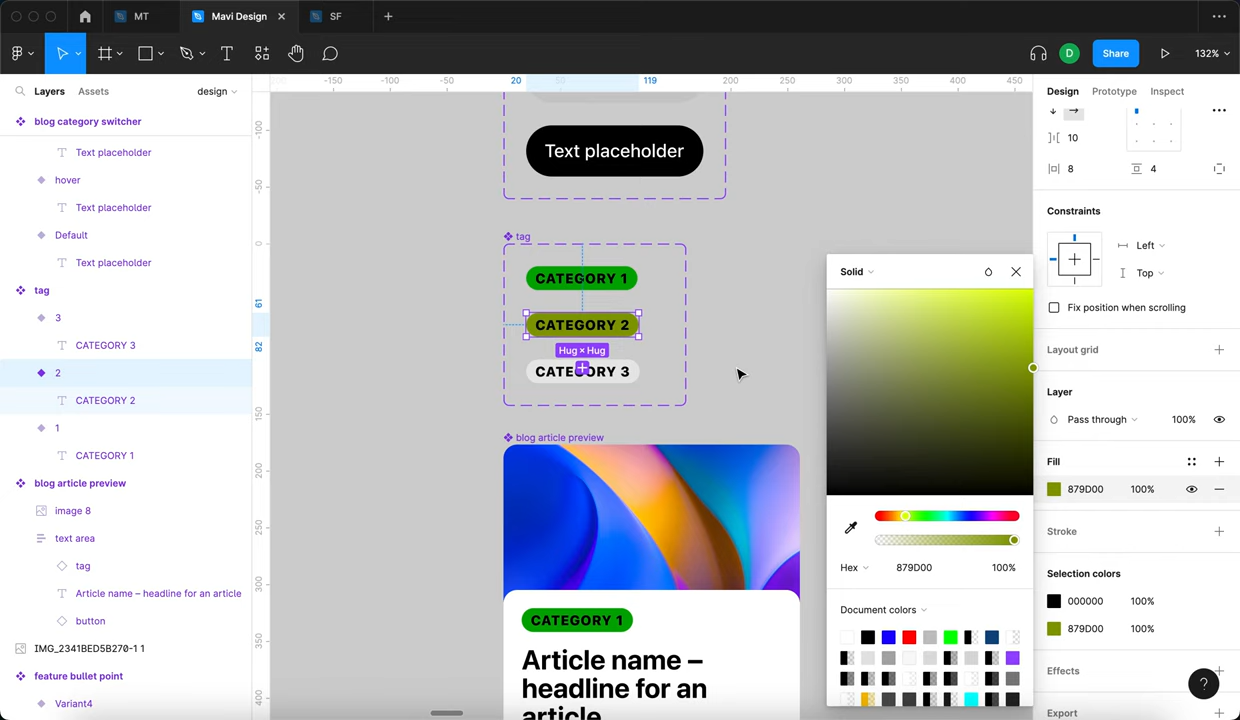 MT
Mavi Design
SF
D
Share
132%
Layers
Assets
design
blog category switcher
Text placeholder
hover
Text placeholder
Default
Text placeholder
tag
3
CATEGORY 3
2
CATEGORY 2
1
CATEGORY 1
blog article preview
image 8
text area
tag
Article name – headline for an article
button
IMG_2341BED5B270-1 1
feature bullet point
Variant4
-150
-100
-50
20
119
200
250
300
350
400
450
-100
-50
0
61
82
150
200
250
300
350
400
Text placeholder
tag
CATEGORY 1
CATEGORY 2
Hug × Hug
CATEGORY 3
blog article preview
CATEGORY 1
Article name –
headline for an
article
Solid
Hex
879D00
100%
Document colors
Design
Prototype
Inspect
10
8
4
Constraints
Left
Top
Fix position when scrolling
Layout grid
Layer
Pass through
100%
Fill
879D00
100%
Stroke
Selection colors
000000
100%
879D00
100%
Effects
Export
?